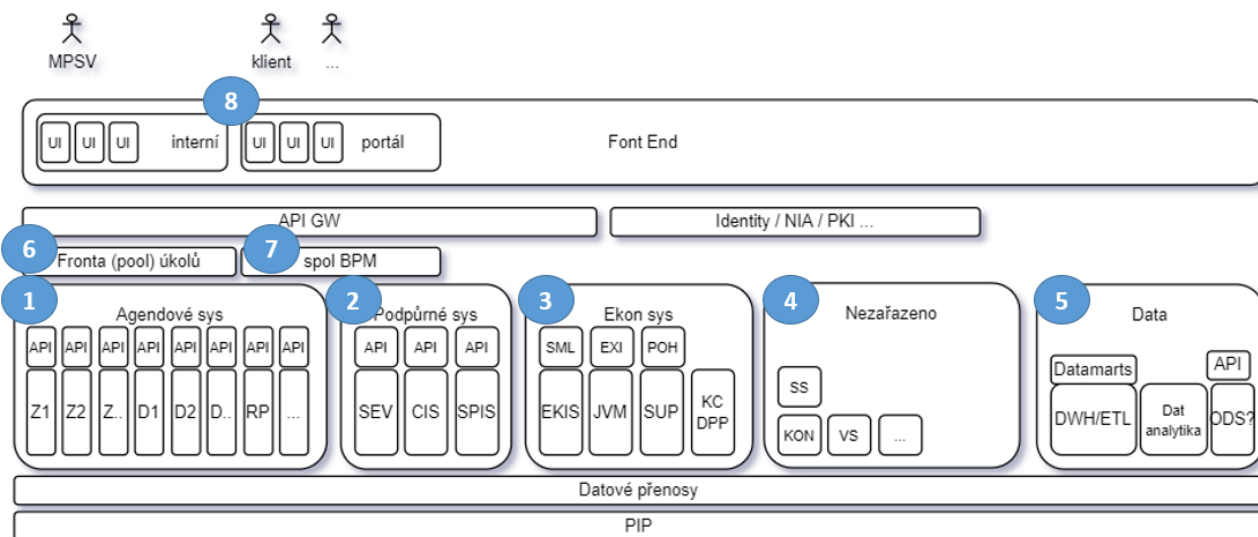 MPSV
klient
...
8
UI UI UI interní
UI UI UI portál
Font End
API GW
Identity / NIA / PKI ...
6
Fronta (pool) úkolů
7
spol BPM
1
Agendové sys
API API API API API API API API
Z1 Z2 Z.. D1 D2 D.. RP ...
2
Podpůrné sys
API API API
SEV CIS SPIS
3
Ekon sys
SML EXI POH
EKIS JVM SUP
KC
DPP
4
Nezařazeno
SS
KON VS ...
5
Data
Datamarts
API
DWH/ETL
Dat
analytika
ODS?
Datové přenosy
PIP